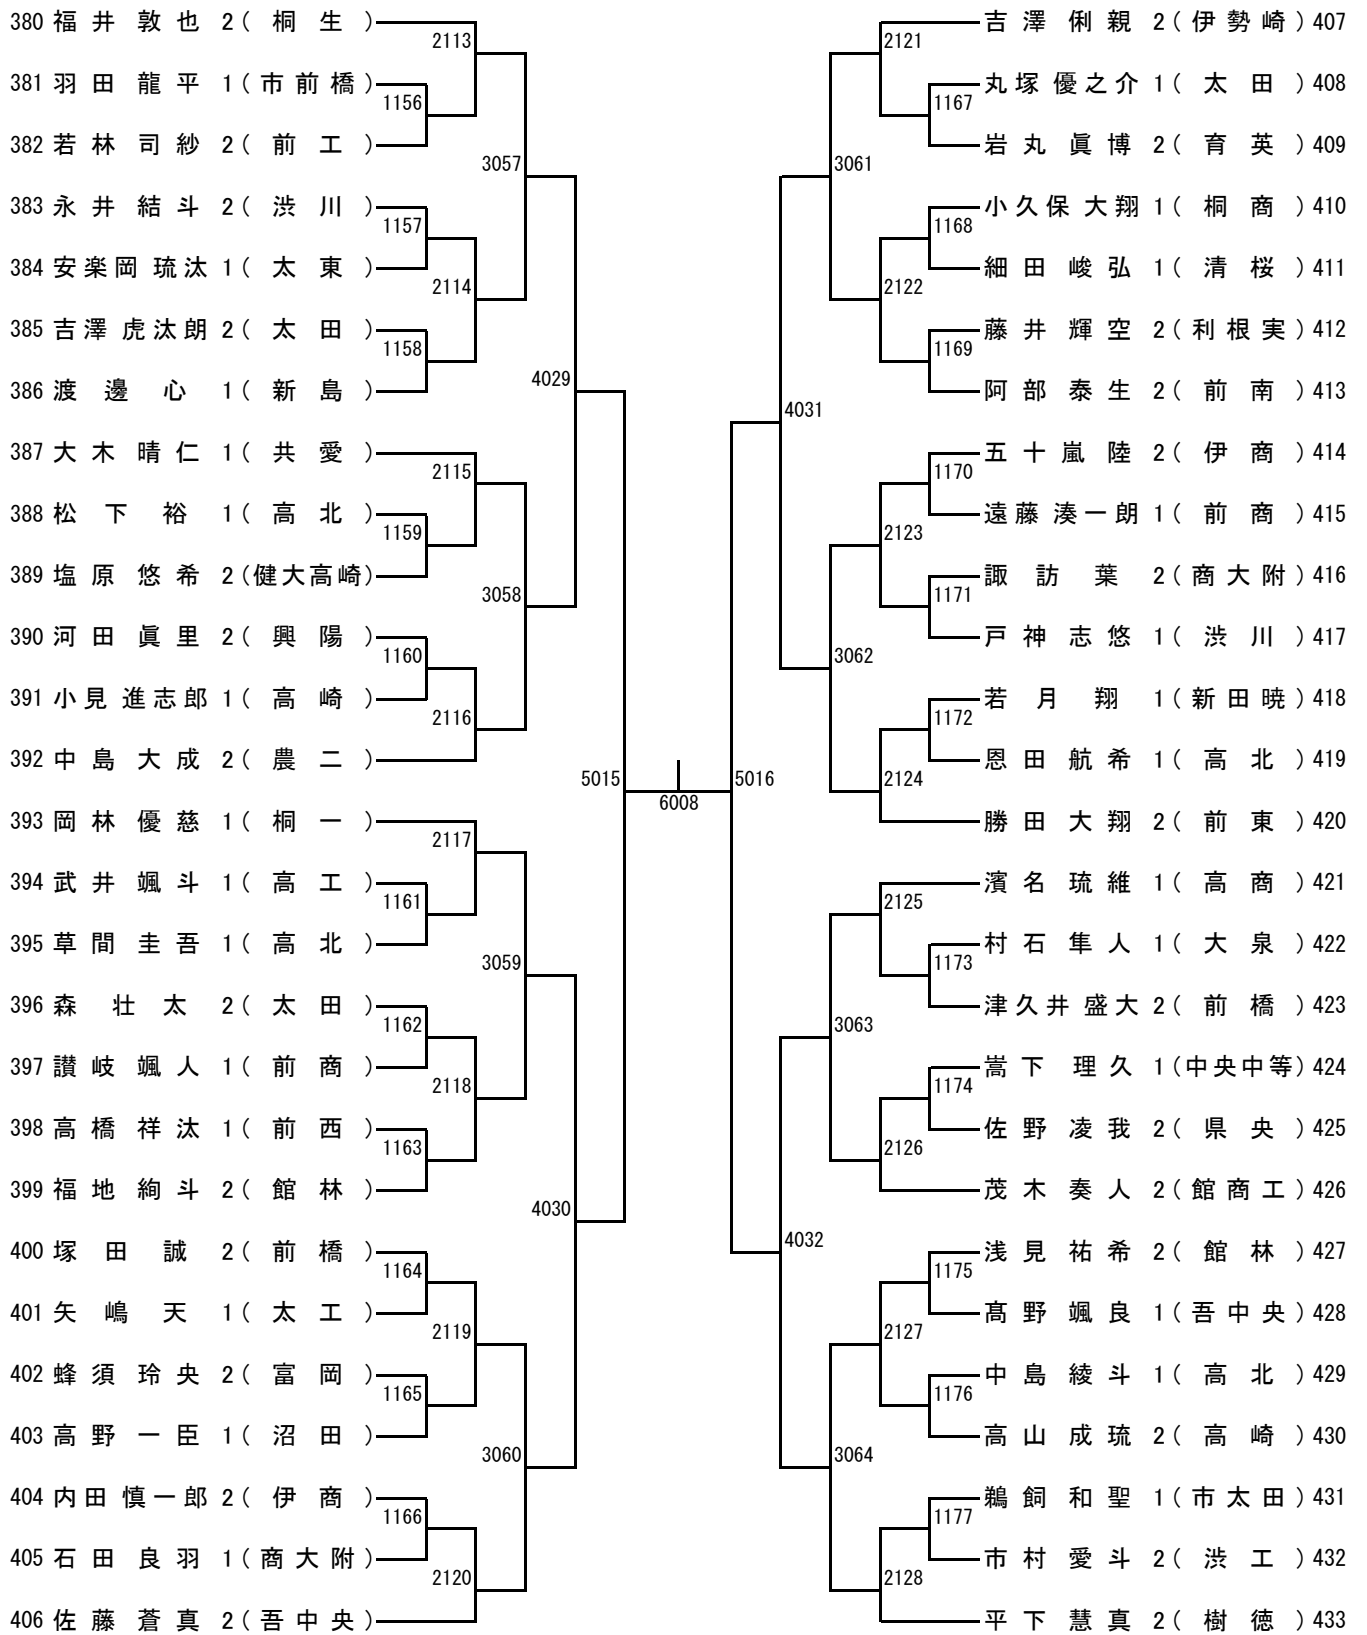 380 福井 敦也 2 ( 桐生 )
381 羽田 龍平 1 ( 市前橋 )
382 若林 司紗 2 ( 前工 )
383 永井 結斗 2 ( 渋川 )
384 安楽岡 琉汰 1 ( 太東 )
385 吉澤 虎汰朗 2 ( 太田 )
386 渡邊 心 1 ( 新島 )
387 大木 晴仁 1 ( 共愛 )
388 松下 裕 1 ( 高北 )
389 塩原 悠希 2 (健大高崎)
390 河田 眞里 2 ( 興陽 )
391 小見 進志郎 1 ( 高崎 )
392 中島 大成 2 ( 農二 )
393 岡林 優慈 1 ( 桐一 )
394 武井 颯斗 1 ( 高工 )
395 草間 圭吾 1 ( 高北 )
396 森 壮太 2 ( 太田 )
397 讃岐 颯人 1 ( 前商 )
398 高橋 祥汰 1 ( 前西 )
399 福地 絢斗 2 ( 館林 )
400 塚田 誠 2 ( 前橋 )
401 矢嶋 天 1 ( 太工 )
402 蜂須 玲央 2 ( 富岡 )
403 高野 一臣 1 ( 沼田 )
404 内田 慎一郎 2 ( 伊商 )
405 石田 良羽 1 ( 商大附 )
406 佐藤 蒼真 2 ( 吾中央 )
2113
1156
3057
1157
2114
1158
4029
2115
1159
3058
1160
2116
5015
2117
1161
3059
1162
2118
1163
4030
1164
2119
1165
3060
1166
2120
6008
5016
2121
1167
3061
1168
2122
1169
4031
1170
2123
1171
3062
1172
2124
2125
1173
3063
1174
2126
4032
1175
2127
1176
3064
1177
2128
吉澤 俐親 2 ( 伊勢崎 ) 407
丸塚 優之介 1 ( 太田 ) 408
岩丸 眞博 2 ( 育英 ) 409
小久保 大翔 1 ( 桐商 ) 410
細田 峻弘 1 ( 清桜 ) 411
藤井 輝空 2 ( 利根実 ) 412
阿部 泰生 2 ( 前南 ) 413
五十嵐 陸 2 ( 伊商 ) 414
遠藤 湊一朗 1 ( 前商 ) 415
諏訪 葉 2 ( 商大附 ) 416
戸神 志悠 1 ( 渋川 ) 417
若月 翔 1 ( 新田暁 ) 418
恩田 航希 1 ( 高北 ) 419
勝田 大翔 2 ( 前東 ) 420
濱名 琉維 1 ( 高商 ) 421
村石 隼人 1 ( 大泉 ) 422
津久井 盛大 2 ( 前橋 ) 423
嵩下 理久 1 (中央中等) 424
佐野 凌我 2 ( 県央 ) 425
茂木 奏人 2 ( 館商工 ) 426
浅見 祐希 2 ( 館林 ) 427
髙野 颯良 1 ( 吾中央 ) 428
中島 綾斗 1 ( 高北 ) 429
高山 成琉 2 ( 高崎 ) 430
鵜飼 和聖 1 ( 市太田 ) 431
市村 愛斗 2 ( 渋工 ) 432
平下 慧真 2 ( 樹徳 ) 433